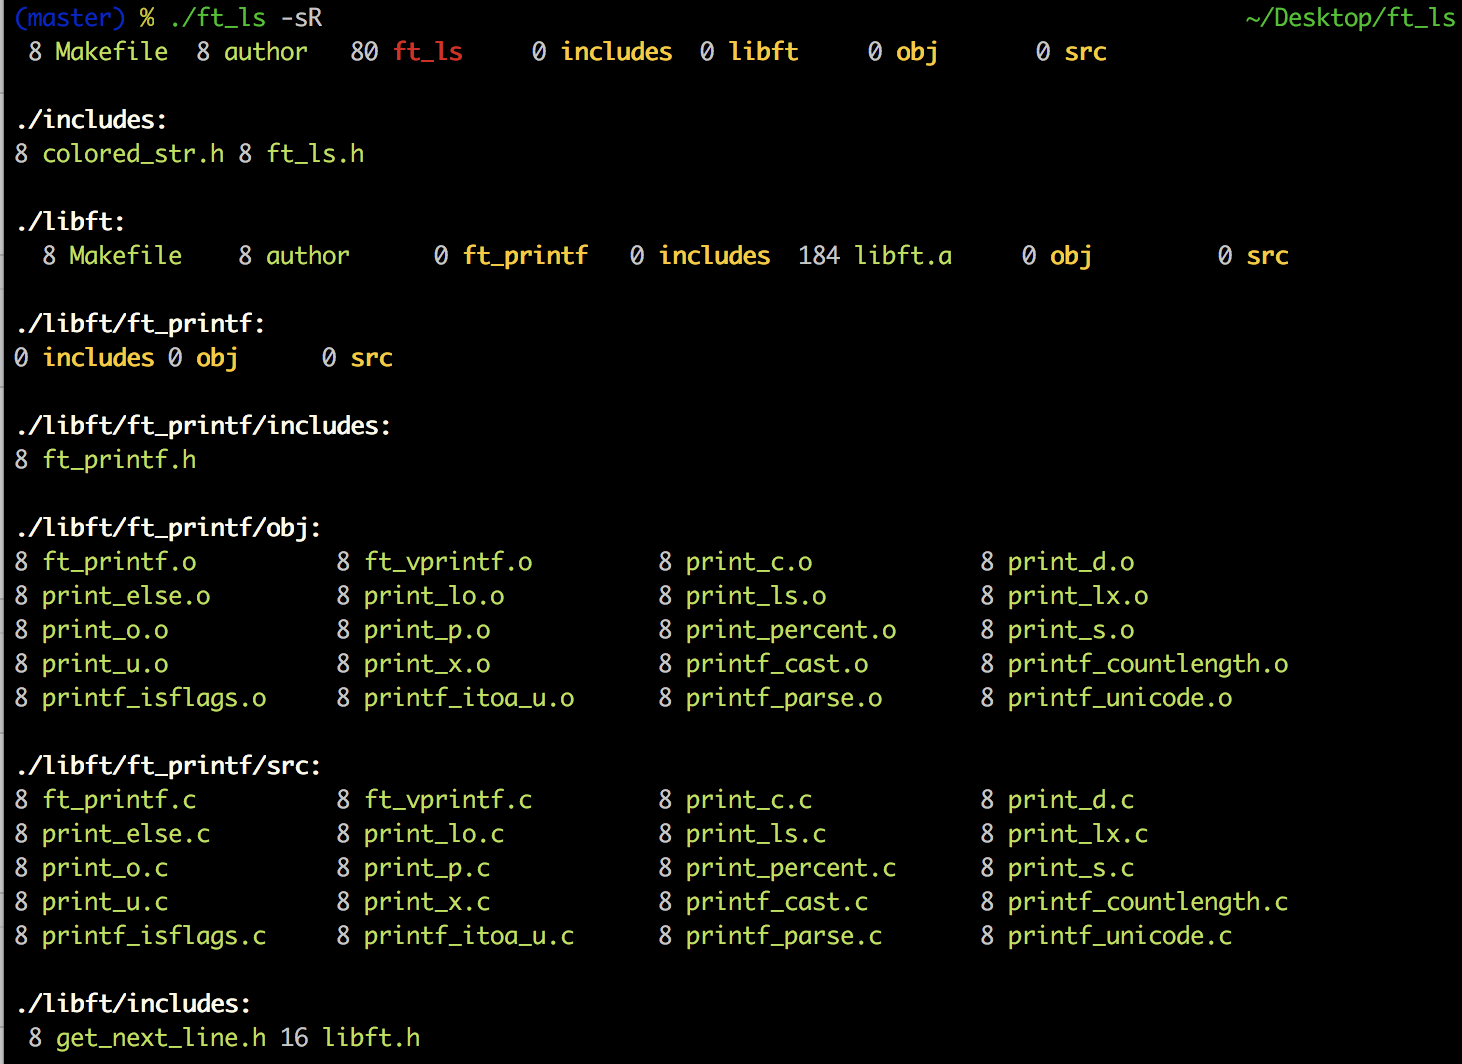 (master) % ./ft_ls -sR ~/Desktop/ft_ls
8 Makefile 8 author 80 ft_ls 0 includes 0 libft 0 obj 0 src
./includes:
8 colored_str.h 8 ft_ls.h
./libft:
8 Makefile 8 author 0 ft_printf 0 includes 184 libft.a 0 obj 0 src
./libft/ft_printf:
0 includes 0 obj 0 src
./libft/ft_printf/includes:
8 ft_printf.h
./libft/ft_printf/obj:
8 ft_printf.o 8 ft_vprintf.o 8 print_c.o 8 print_d.o
8 print_else.o 8 print_lo.o 8 print_ls.o 8 print_lx.o
8 print_o.o 8 print_p.o 8 print_percent.o 8 print_s.o
8 print_u.o 8 print_x.o 8 printf_cast.o 8 printf_countlength.o
8 printf_isflags.o 8 printf_itoa_u.o 8 printf_parse.o 8 printf_unicode.o
./libft/ft_printf/src:
8 ft_printf.c 8 ft_vprintf.c 8 print_c.c 8 print_d.c
8 print_else.c 8 print_lo.c 8 print_ls.c 8 print_lx.c
8 print_o.c 8 print_p.c 8 print_percent.c 8 print_s.c
8 print_u.c 8 print_x.c 8 printf_cast.c 8 printf_countlength.c
8 printf_isflags.c 8 printf_itoa_u.c 8 printf_parse.c 8 printf_unicode.c
./libft/includes:
8 get_next_line.h 16 libft.h